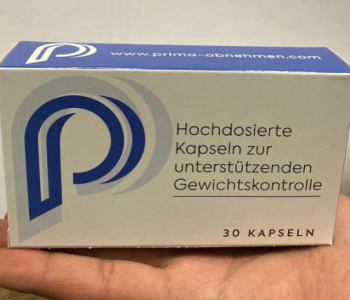 www.prima-abnehmen.com
Hochdosierte
Kapseln zur
unterstützenden
Gewichtskontrolle
30 KAPSELN